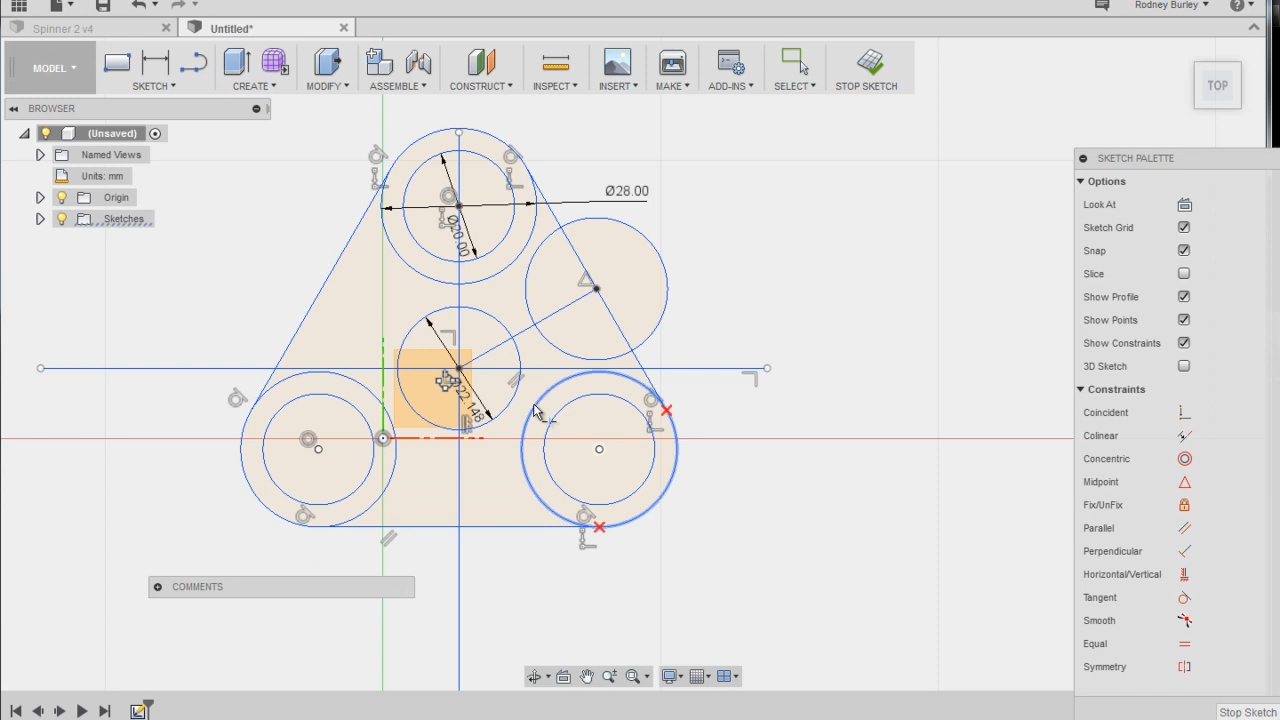 Rodney Burley
Spinner 2 v4
Untitled*
TOP
MODEL
SKETCH
CREATE
MODIFY
ASSEMBLE
CONSTRUCT
INSPECT
INSERT
MAKE
ADD-INS
SELECT
STOP SKETCH
BROWSER
(Unsaved)
Named Views
Units: mm
Origin
Sketches
Ø28.00
Ø20.00
22.148
COMMENTS
SKETCH PALETTE
Options
Look At
Sketch Grid
Snap
Slice
Show Profile
Show Points
Show Constraints
3D Sketch
Constraints
Coincident
Colinear
Concentric
Midpoint
Fix/UnFix
Parallel
Perpendicular
Horizontal/Vertical
Tangent
Smooth
Equal
Symmetry
Stop Sketch